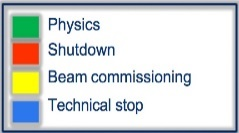 Physics
Shutdown
Beam commissioning
Technical stop